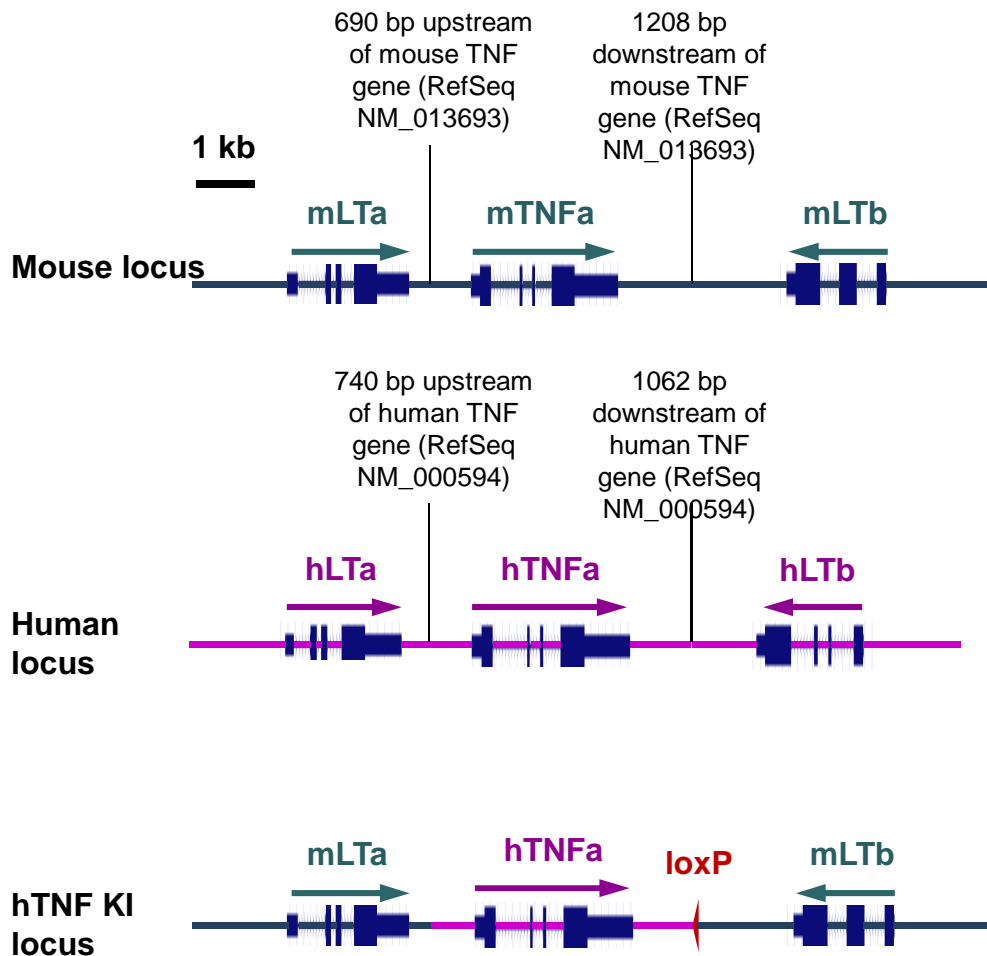 690 bp upstream
of mouse TNF
gene (RefSeq
NM_013693)
1208 bp
downstream of
mouse TNF
gene (RefSeq
NM_013693)
1 kb
mLTa
mTNFa
mLTb
Mouse locus
740 bp upstream
of human TNF
gene (RefSeq
NM_000594)
1062 bp
downstream of
human TNF
gene (RefSeq
NM_000594)
hLTa
hTNFa
hLTb
Human
locus
mLTa
hTNFa
loxP
mLTb
hTNF KI
locus